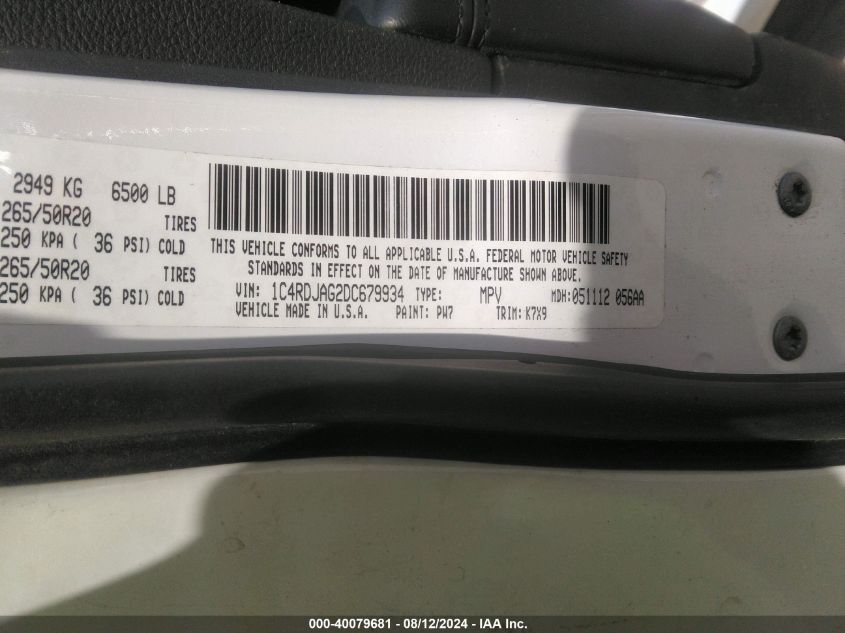 2949 KG 6500 LB
265/50R20 TIRES
250 KPA ( 36 PSI) COLD
265/50R20 TIRES
250 KPA ( 36 PSI) COLD
THIS VEHICLE CONFORMS TO ALL APPLICABLE U.S.A. FEDERAL MOTOR VEHICLE SAFETY
STANDARDS IN EFFECT ON THE DATE OF MANUFACTURE SHOWN ABOVE.
VIN: 1C4RDJAG2DC679934 TYPE: MPV MDH:051112 056AA
VEHICLE MADE IN U.S.A. PAINT: PW7 TRIM: K7X9
000-40079681 - 08/12/2024 - IAA Inc.